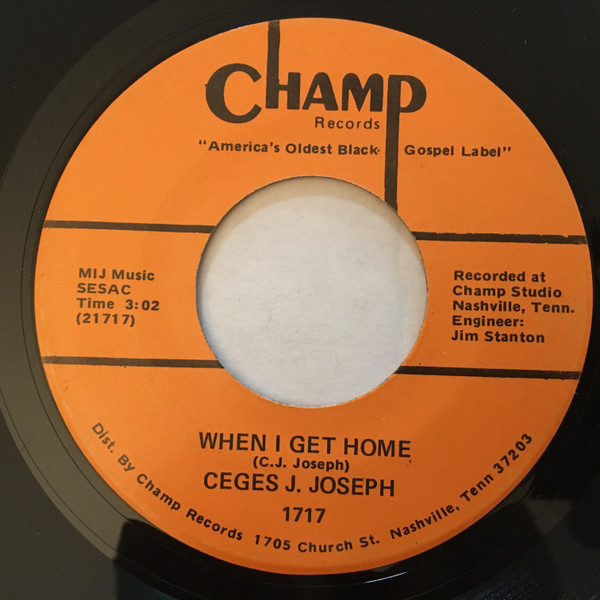 CHAMP
Records
"America's Oldest Black- Gospel Label"
MIJ Music
SESAC
Time 3:02
(21717)
Recorded at
Champ Studio
Nashville, Tenn.
Engineer:
Jim Stanton
WHEN I GET HOME
(C.J. Joseph)
CEGES J. JOSEPH
1717
Dist. By Champ Records 1705 Church St. Nashville, Tenn 37203